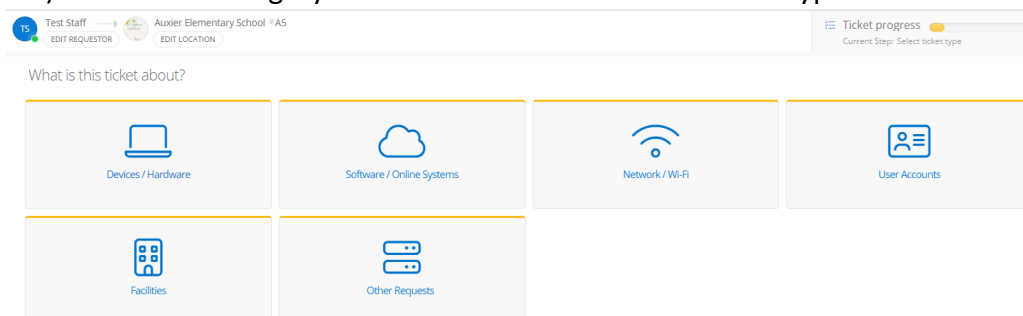 TS
Test Staff
Auxier Elementary School #A5
EDIT REQUESTOR
EDIT LOCATION
Ticket progress
Current Step: Select ticket type
What is this ticket about?
Devices / Hardware
Software / Online Systems
Network / Wi-Fi
User Accounts
Facilities
Other Requests